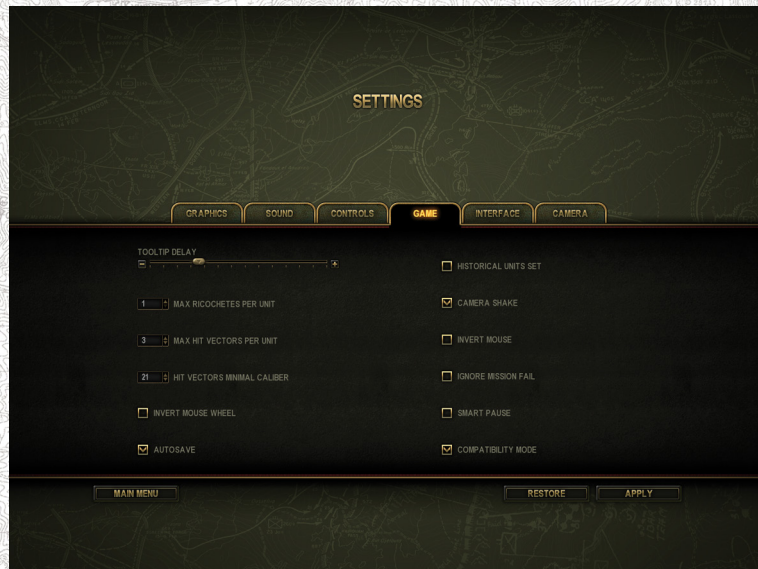 SETTINGS
GRAPHICS
SOUND
CONTROLS
GAME
INTERFACE
CAMERA
TOOLTIP DELAY
1 MAX RICOCHETES PER UNIT
3 MAX HIT VECTORS PER UNIT
21 HIT VECTORS MINIMAL CALIBER
INVERT MOUSE WHEEL
AUTOSAVE
HISTORICAL UNITS SET
CAMERA SHAKE
INVERT MOUSE
IGNORE MISSION FAIL
SMART PAUSE
COMPATIBILITY MODE
MAIN MENU
RESTORE
APPLY